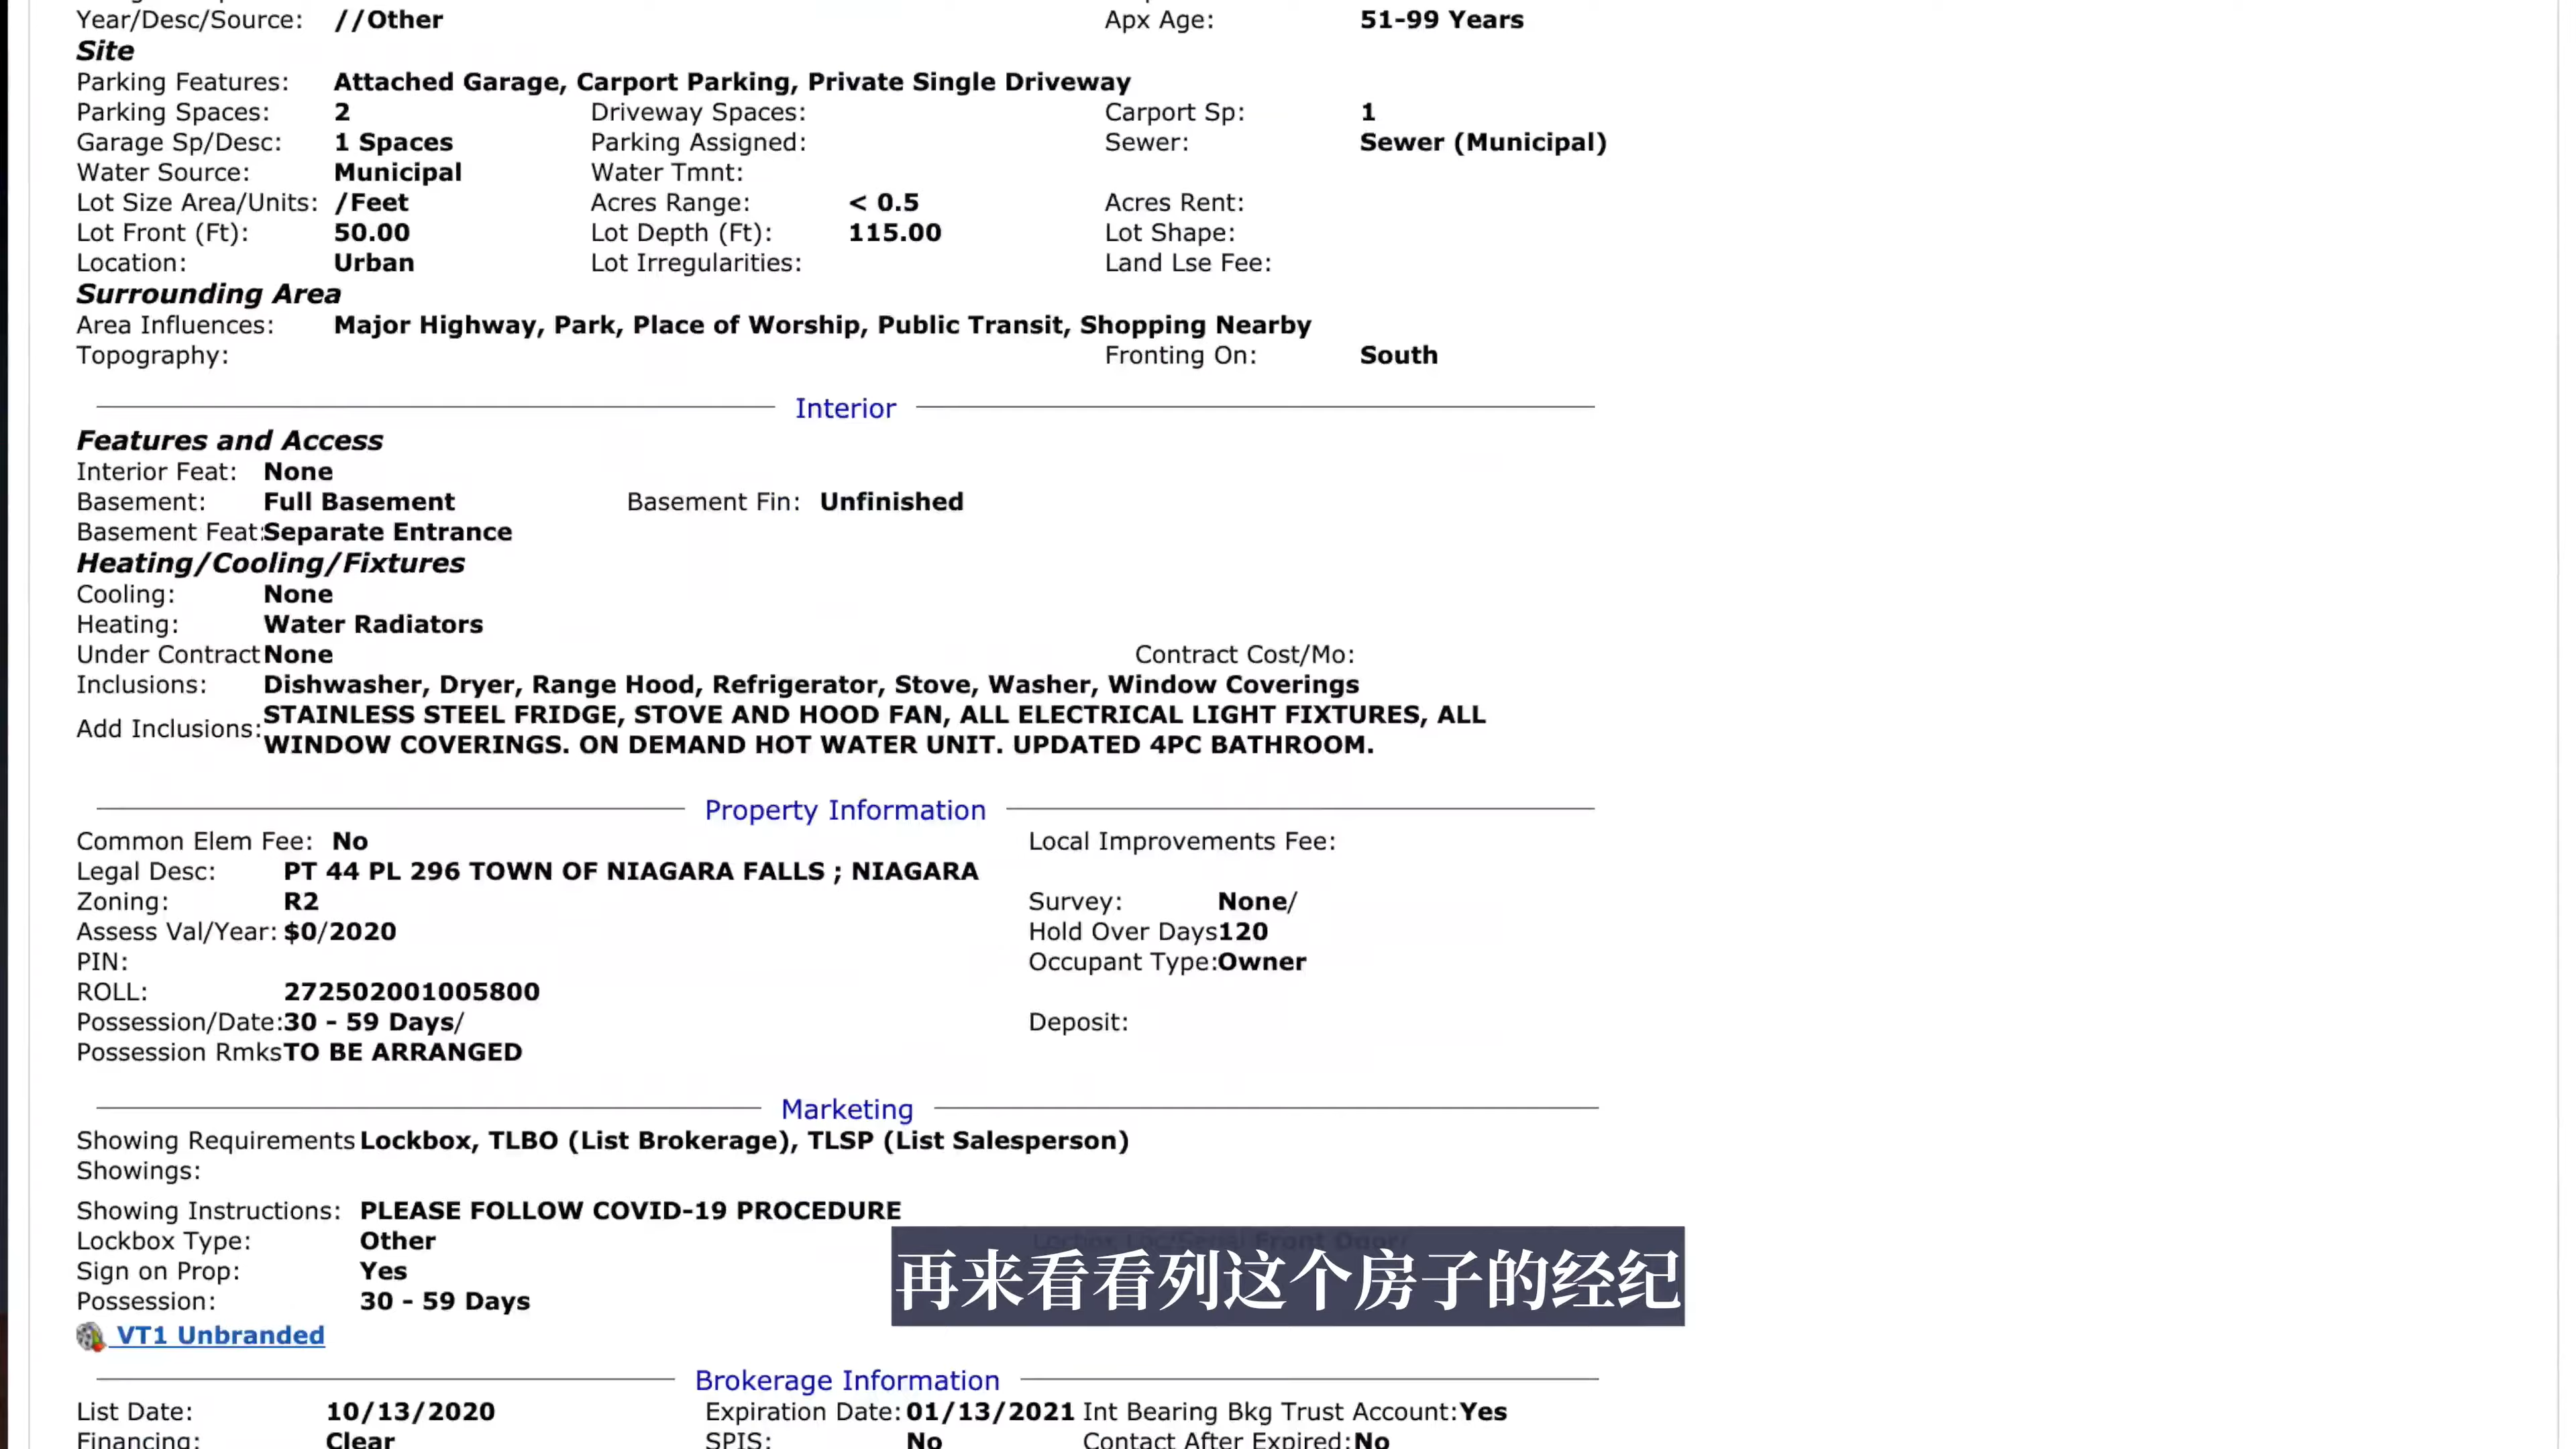 Year/Desc/Source: //Other Apx Age: 51-99 Years
Site
Parking Features: Attached Garage, Carport Parking, Private Single Driveway
Parking Spaces: 2 Driveway Spaces: Carport Sp: 1
Garage Sp/Desc: 1 Spaces Parking Assigned: Sewer: Sewer (Municipal)
Water Source: Municipal Water Tmnt:
Lot Size Area/Units: /Feet Acres Range: < 0.5 Acres Rent:
Lot Front (Ft): 50.00 Lot Depth (Ft): 115.00 Lot Shape:
Location: Urban Lot Irregularities: Land Lse Fee:
Surrounding Area
Area Influences: Major Highway, Park, Place of Worship, Public Transit, Shopping Nearby
Topography: Fronting On: South
Interior
Features and Access
Interior Feat: None
Basement: Full Basement Basement Fin: Unfinished
Basement Feat: Separate Entrance
Heating/Cooling/Fixtures
Cooling: None
Heating: Water Radiators
Under Contract None Contract Cost/Mo:
Inclusions: Dishwasher, Dryer, Range Hood, Refrigerator, Stove, Washer, Window Coverings
Add Inclusions: STAINLESS STEEL FRIDGE, STOVE AND HOOD FAN, ALL ELECTRICAL LIGHT FIXTURES, ALL
WINDOW COVERINGS. ON DEMAND HOT WATER UNIT. UPDATED 4PC BATHROOM.
Property Information
Common Elem Fee: No Local Improvements Fee:
Legal Desc: PT 44 PL 296 TOWN OF NIAGARA FALLS ; NIAGARA
Zoning: R2 Survey: None/
Assess Val/Year: $0/2020 Hold Over Days 120
PIN: Occupant Type: Owner
ROLL: 272502001005800
Possession/Date: 30 - 59 Days/ Deposit:
Possession Rmks TO BE ARRANGED
Marketing
Showing Requirements Lockbox, TLBO (List Brokerage), TLSP (List Salesperson)
Showings:
Showing Instructions: PLEASE FOLLOW COVID-19 PROCEDURE
Lockbox Type: Other Front Door/
Sign on Prop: Yes
再来看看列这个房子的经纪
Possession: 30 - 59 Days
VT1 Unbranded
Brokerage Information
List Date: 10/13/2020 Expiration Date: 01/13/2021 Int Bearing Bkg Trust Account: Yes
Financing: Clear SPIS: No Contact After Expired: No